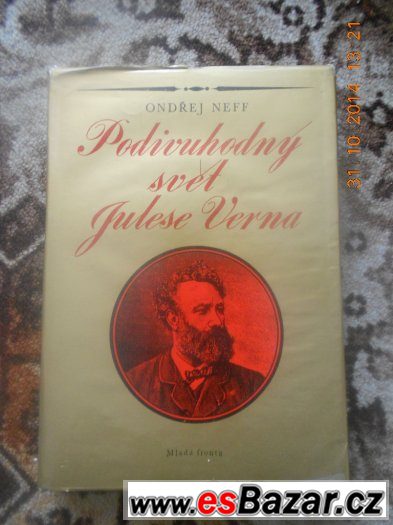 ONDŘEJ NEFF
Podivuhodný
svět
Julese Verna
Mladá fronta
31.10.2014 13:21
www.esBazar.cz